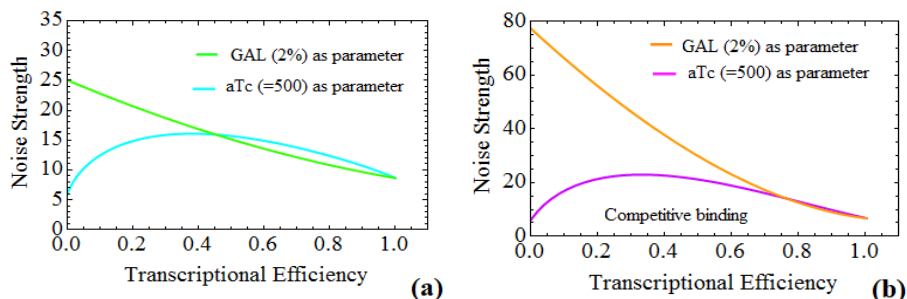 35
30
25
20
15
10
5
0
Noise Strength
GAL (2%) as parameter
aTc (=500) as parameter
0.0 0.2 0.4 0.6 0.8 1.0
Transcriptional Efficiency
(a)
80
60
40
20
0
Noise Strength
GAL (2%) as parameter
aTc (=500) as parameter
Competitive binding
0.0 0.2 0.4 0.6 0.8 1.0
Transcriptional Efficiency
(b)